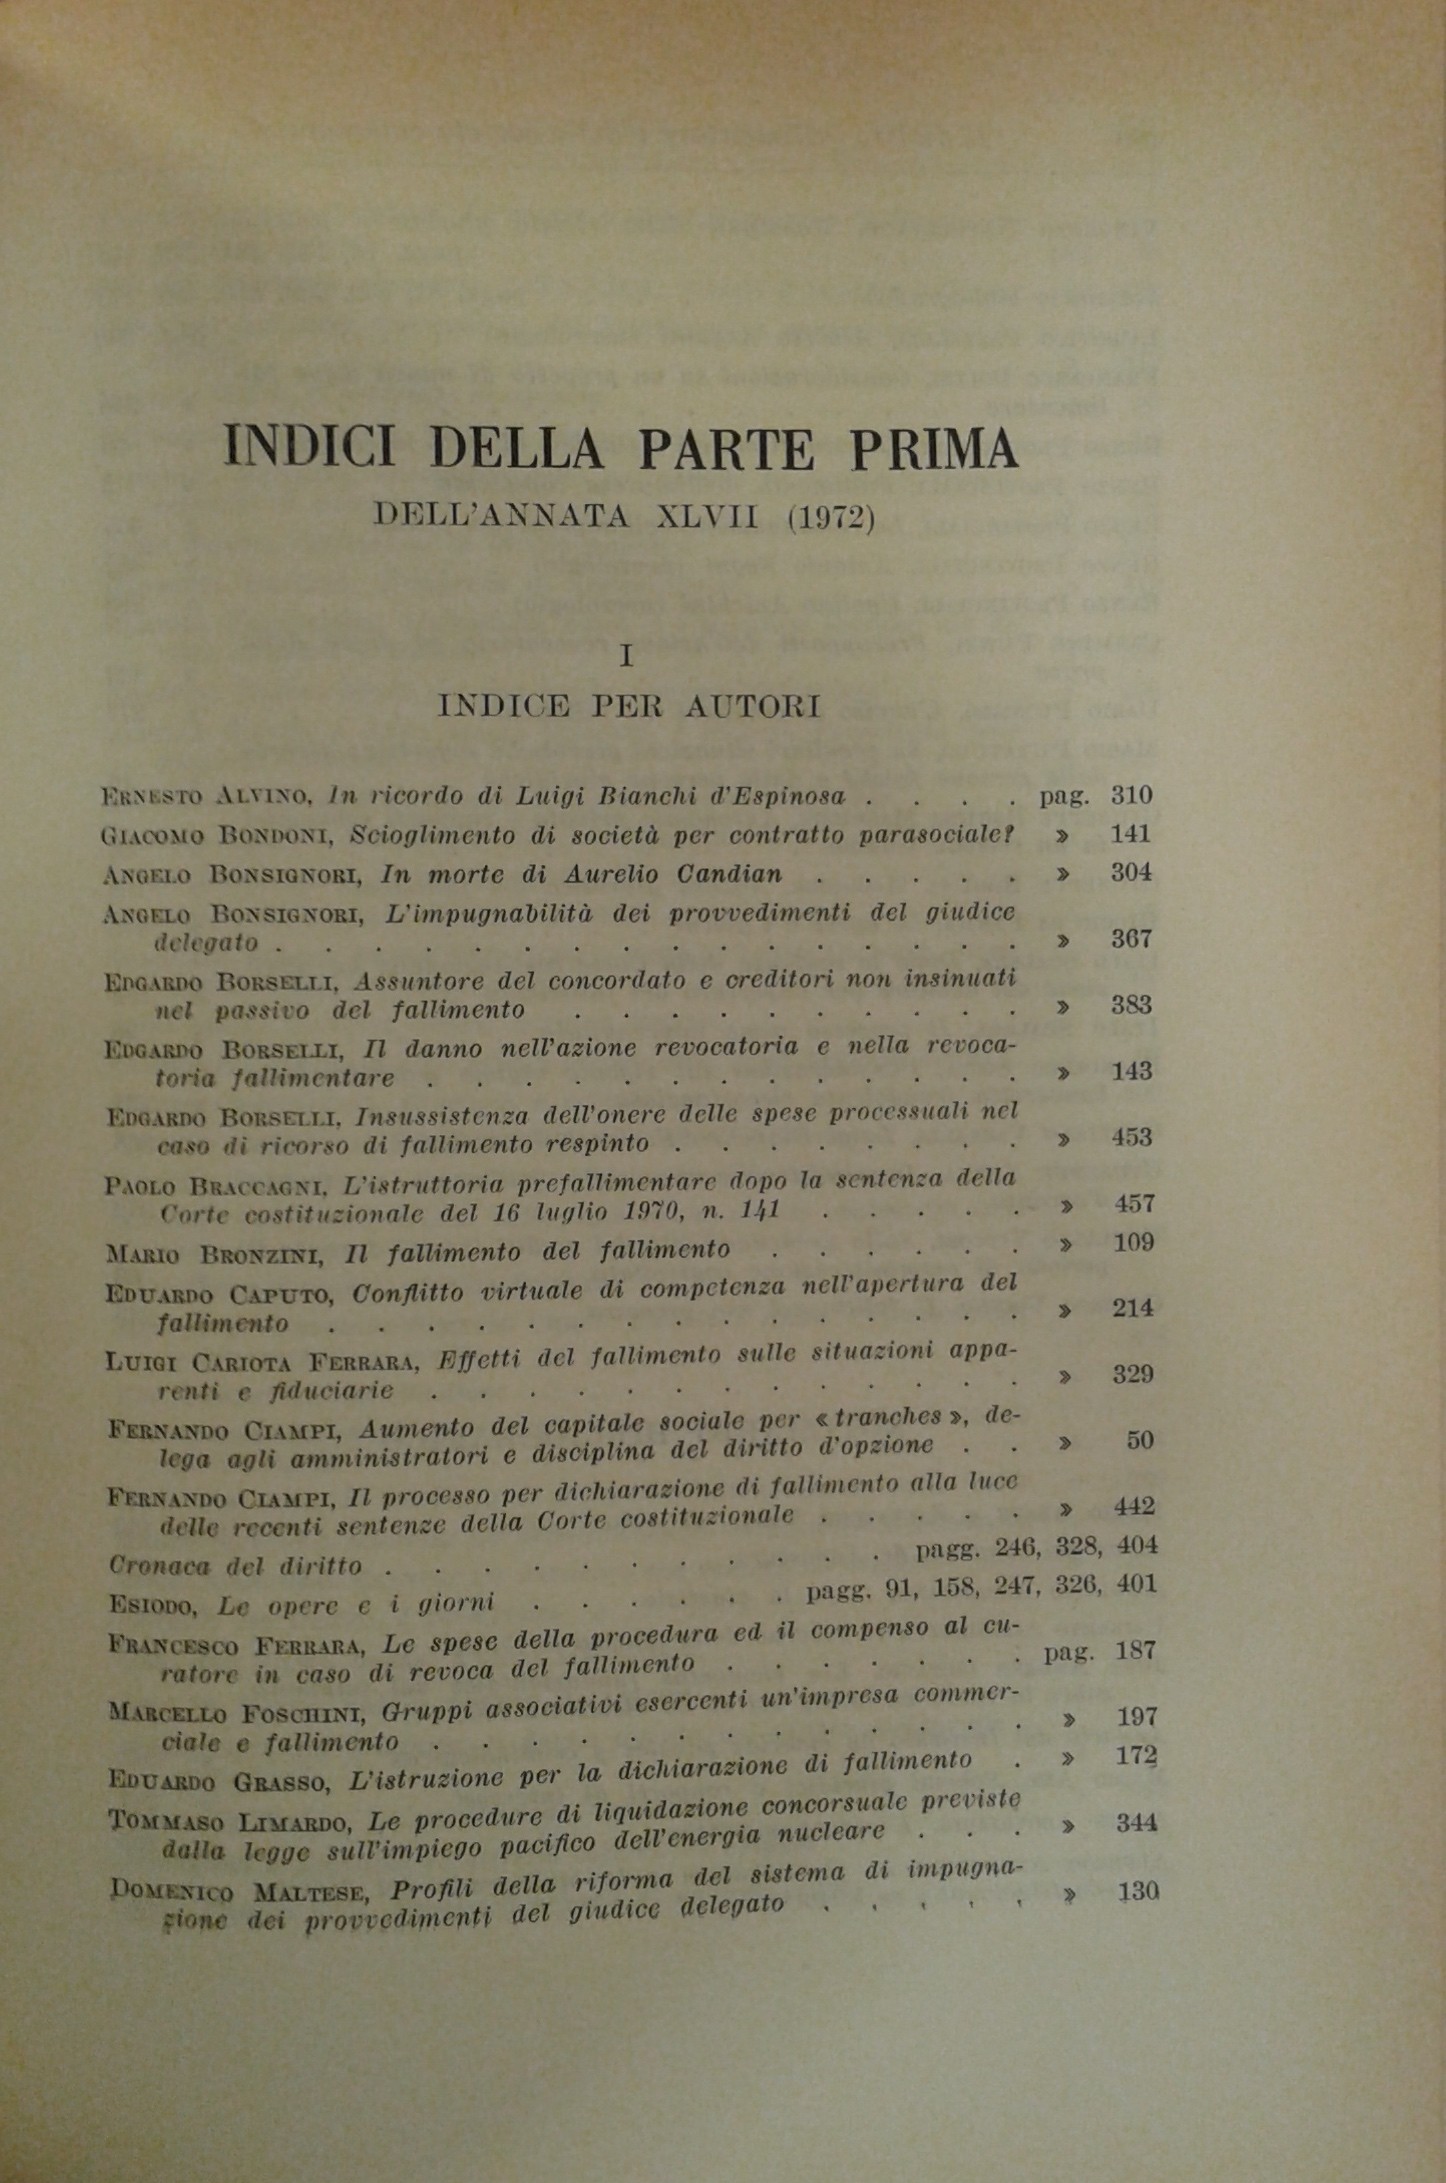 INDICI DELLA PARTE PRIMA
DELL'ANNATA XLVII (1972)
I
INDICE PER AUTORI
ERNESTO ALVINO, In ricordo di Luigi Bianchi d'Espinosa . . . . pag. 310
GIACOMO BONDONI, Scioglimento di società per contratto parasociale? » 141
ANGELO BONSIGNORI, In morte di Aurelio Candian . . . . . » 304
ANGELO BONSIGNORI, L'impugnabilità dei provvedimenti del giudice
delegato . . . . . . . . . . . . . . . . » 367
EDGARDO BORSELLI, Assuntore del concordato e creditori non insinuati
nel passivo del fallimento . . . . . . . . . . » 383
EDGARDO BORSELLI, Il danno nell'azione revocatoria e nella revoca-
toria fallimentare . . . . . . . . . . . . . » 143
EDGARDO BORSELLI, Insussistenza dell'onere delle spese processuali nel
caso di ricorso di fallimento respinto . . . . . . . . » 453
PAOLO BRACCAGNI, L'istruttoria prefallimentare dopo la sentenza della
Corte costituzionale del 16 luglio 1970, n. 141 . . . . . » 457
MARIO BRONZINI, Il fallimento del fallimento . . . . . . » 109
EDUARDO CAPUTO, Conflitto virtuale di competenza nell'apertura del
fallimento . . . . . . . . . . . . . . . » 214
LUIGI CARIOTA FERRARA, Effetti del fallimento sulle situazioni appa-
renti e fiduciarie . . . . . . . . . . . . . » 329
FERNANDO CIAMPI, Aumento del capitale sociale per « tranches », de-
lega agli amministratori e disciplina del diritto d'opzione . . » 50
FERNANDO CIAMPI, Il processo per dichiarazione di fallimento alla luce
delle recenti sentenze della Corte costituzionale . . . . . » 442
Cronaca del diritto . . . . . . . . . . . pagg. 246, 328, 404
ESIODO, Le opere e i giorni . . . . . . pagg. 91, 158, 247, 326, 401
FRANCESCO FERRARA, Le spese della procedura ed il compenso al cu-
ratore in caso di revoca del fallimento . . . . . . . pag. 187
MARCELLO FOSCHINI, Gruppi associativi esercenti un'impresa commer-
ciale e fallimento . . . . . . . . . . . . . » 197
EDUARDO GRASSO, L'istruzione per la dichiarazione di fallimento . » 172
TOMMASO LIMARDO, Le procedure di liquidazione concorsuale previste
dalla legge sull'impiego pacifico dell'energia nucleare . . . » 344
DOMENICO MALTESE, Profili della riforma del sistema di impugna-
zione dei provvedimenti del giudice delegato . . . . . » 130